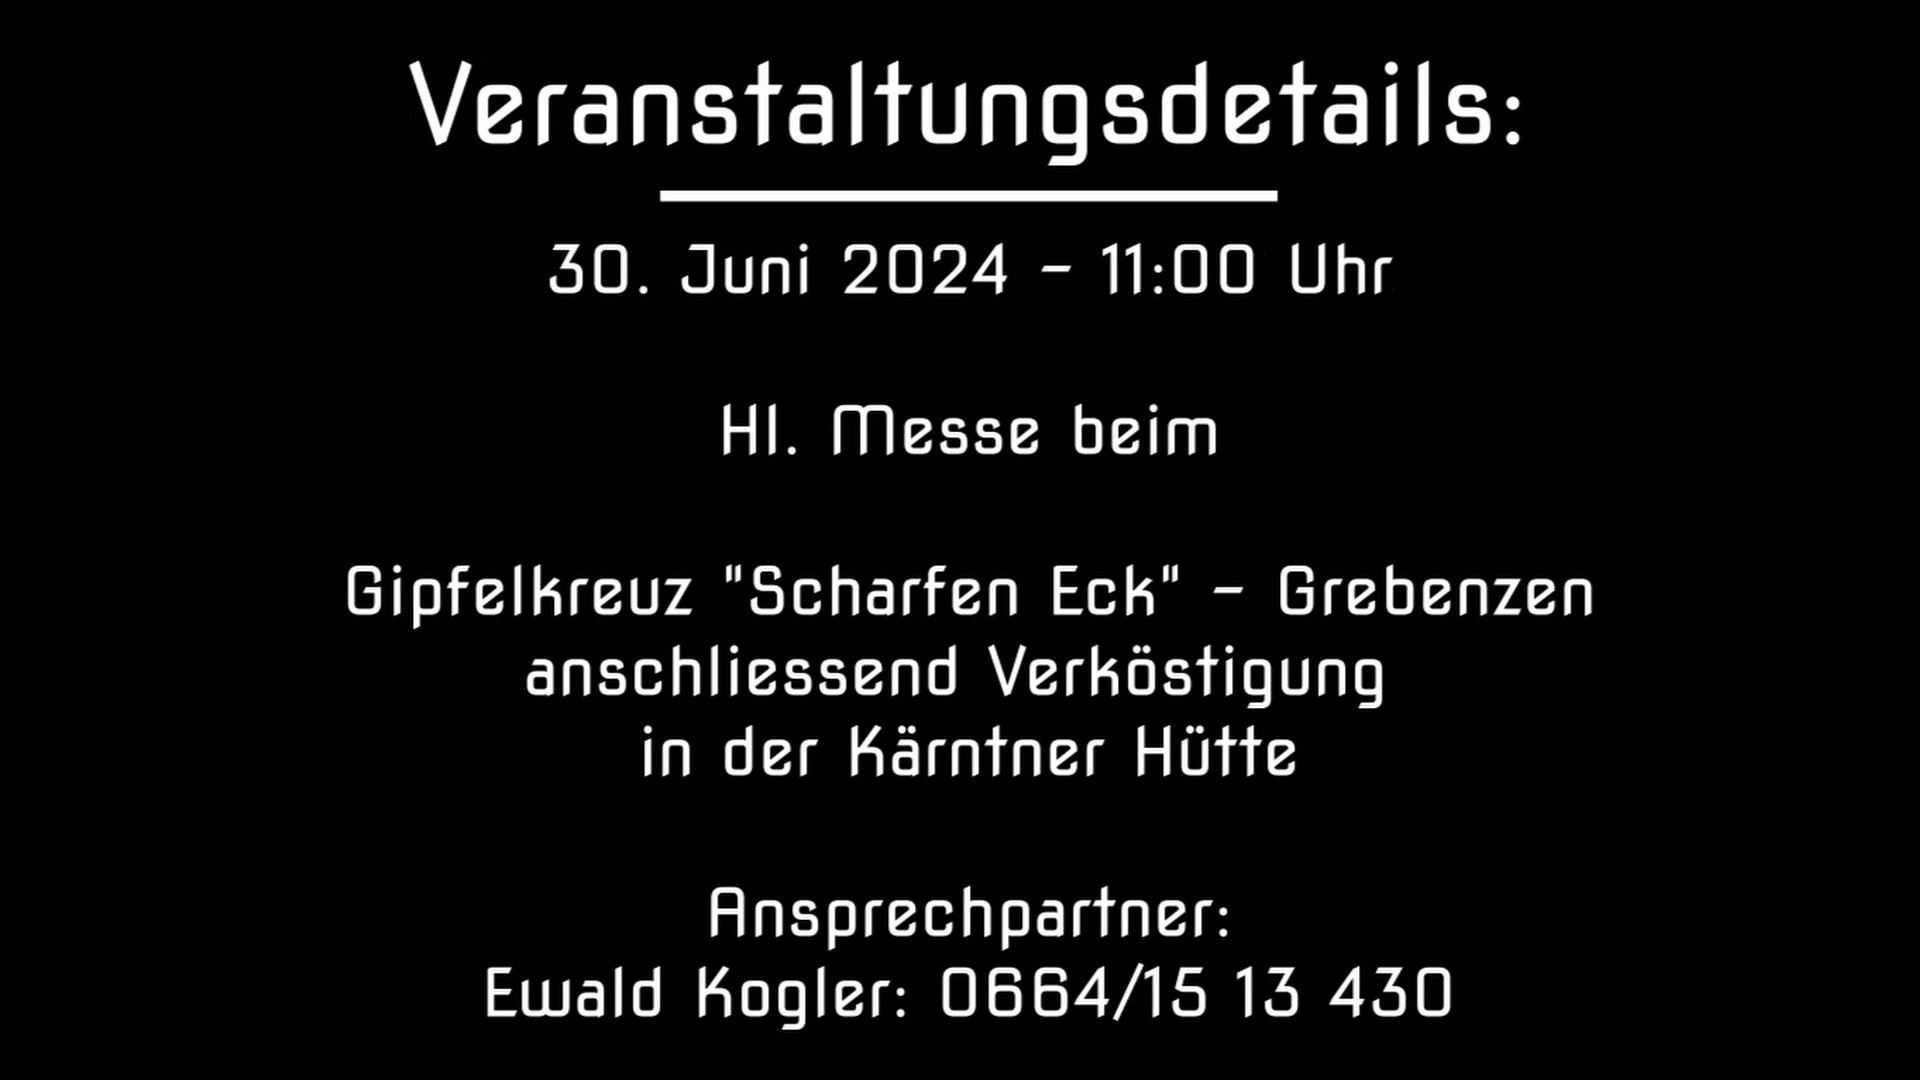 Veranstaltungsdetails:
30. Juni 2024 - 11:00 Uhr
Hl. Messe beim
Gipfelkreuz "Scharfen Eck" - Grebenzen
anschliessend Verköstigung
in der Kärntner Hütte
Ansprechpartner:
Ewald Kogler: 0664/15 13 430